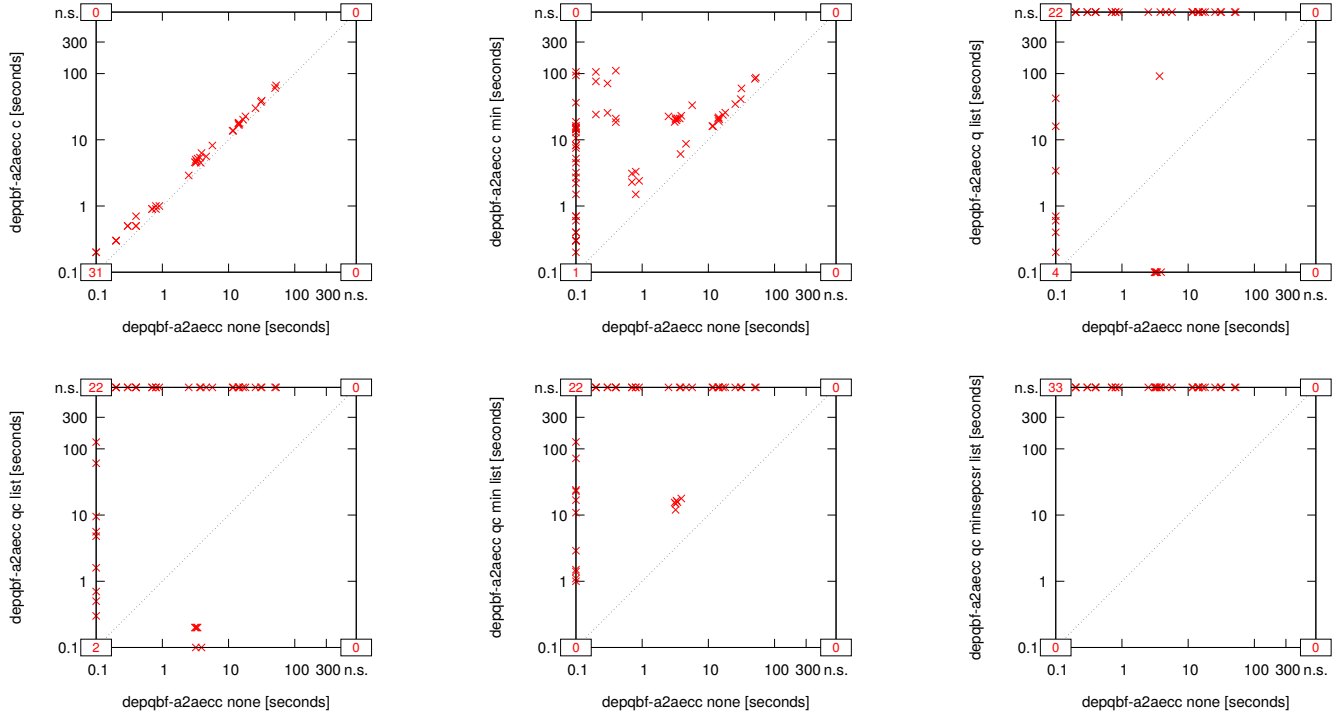 n.s. 0 0
300
100
10
1
0.1 31 0
0.1 1 10 100 300 n.s.
depqbf-a2aecc c [seconds]
depqbf-a2aecc none [seconds]
n.s. 0 0
300
100
10
1
0.1 1 0
0.1 1 10 100 300 n.s.
depqbf-a2aecc c min [seconds]
depqbf-a2aecc none [seconds]
n.s. 22 0
300
100
10
1
0.1 4 0
0.1 1 10 100 300 n.s.
depqbf-a2aecc q list [seconds]
depqbf-a2aecc none [seconds]
n.s. 22 0
300
100
10
1
0.1 2 0
0.1 1 10 100 300 n.s.
depqbf-a2aecc qc list [seconds]
depqbf-a2aecc none [seconds]
n.s. 22 0
300
100
10
1
0.1 0 0
0.1 1 10 100 300 n.s.
depqbf-a2aecc qc min list [seconds]
depqbf-a2aecc none [seconds]
n.s. 33 0
300
100
10
1
0.1 0 0
0.1 1 10 100 300 n.s.
depqbf-a2aecc qc minsepcsr list [seconds]
depqbf-a2aecc none [seconds]